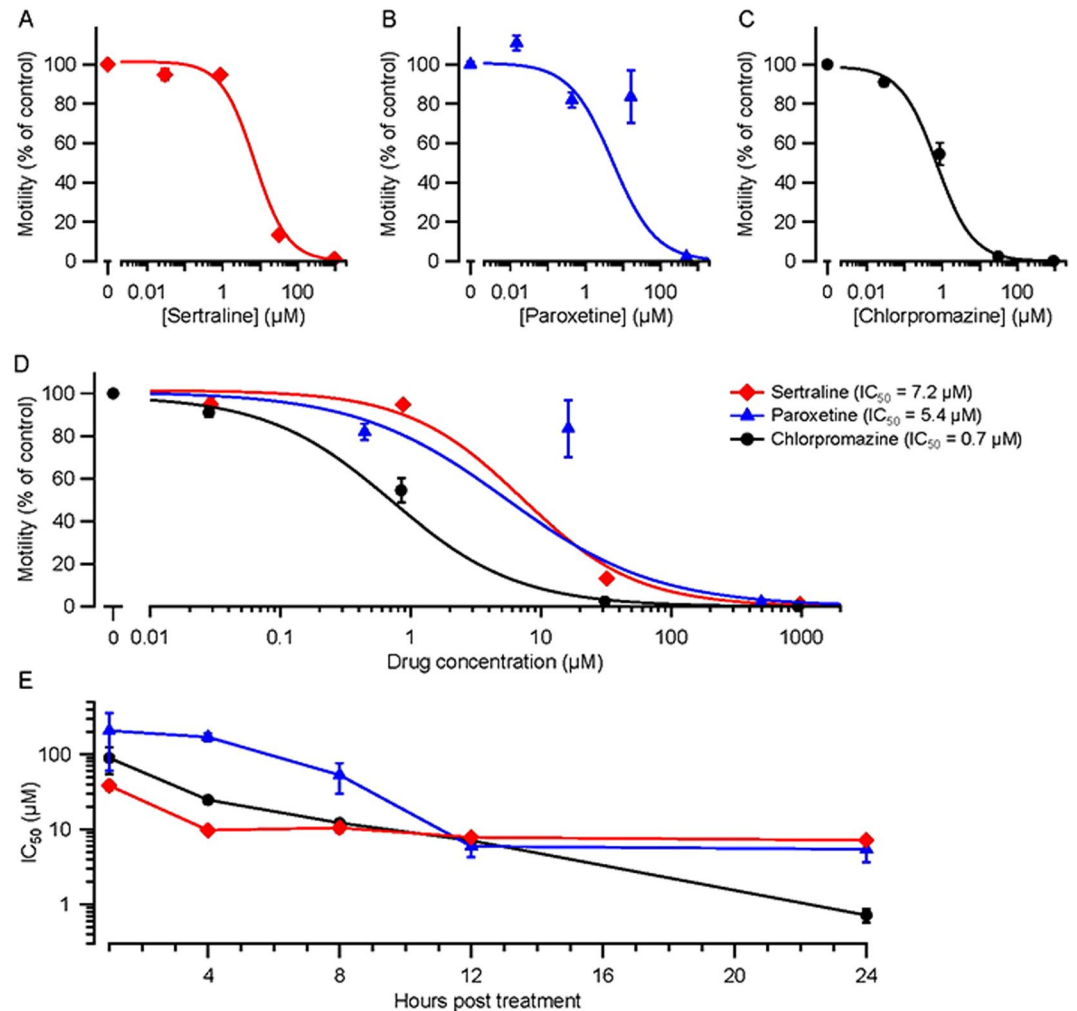 A
B
C
Motility (% of control)
100
80
60
40
20
0
0 0.01 1 100
[Sertraline] (µM)
Motility (% of control)
100
80
60
40
20
0
0 0.01 1 100
[Paroxetine] (µM)
Motility (% of control)
100
80
60
40
20
0
0 0.01 1 100
[Chlorpromazine] (µM)
D
Motility (% of control)
100
80
60
40
20
0
0 0.01 0.1 1 10 100 1000
Drug concentration (µM)
Sertraline (IC50 = 7.2 µM)
Paroxetine (IC50 = 5.4 µM)
Chlorpromazine (IC50 = 0.7 µM)
E
IC50 (µM)
100
10
1
4 8 12 16 20 24
Hours post treatment